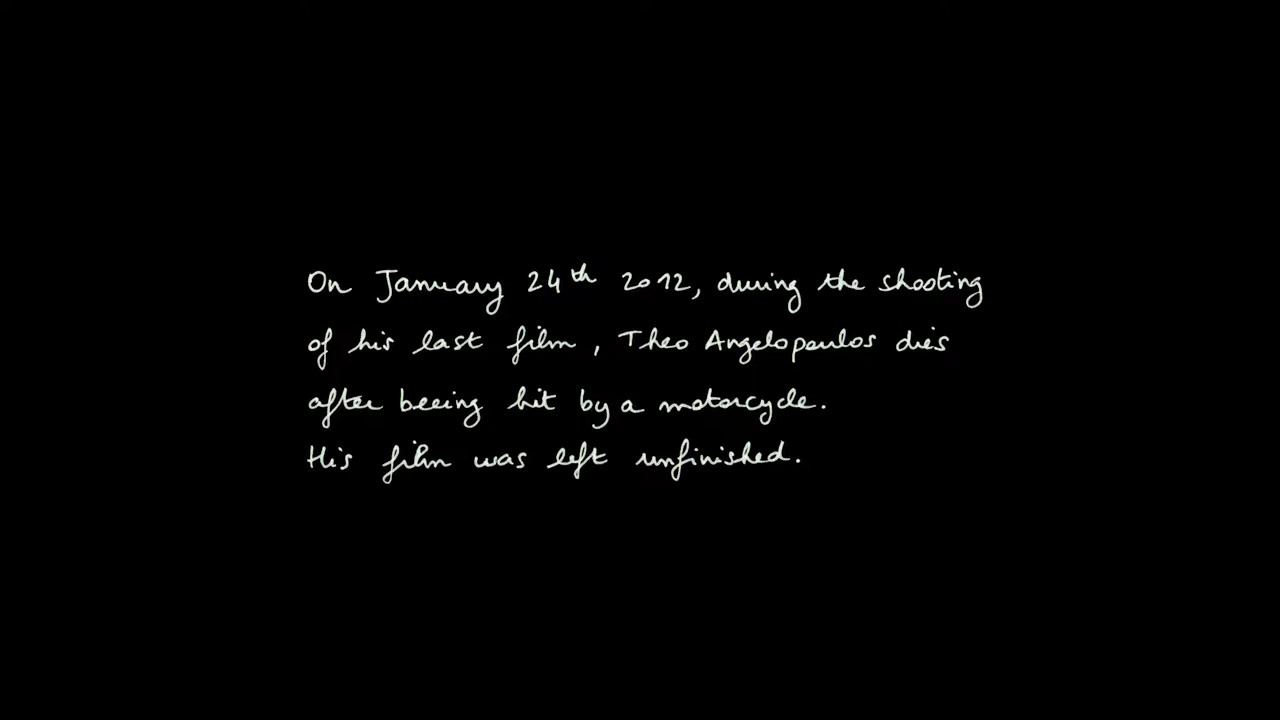 On January 24th 2012, during the shooting
of his last film, Theo Angelopoulos dies
after beeing hit by a motorcycle.
His film was left unfinished.